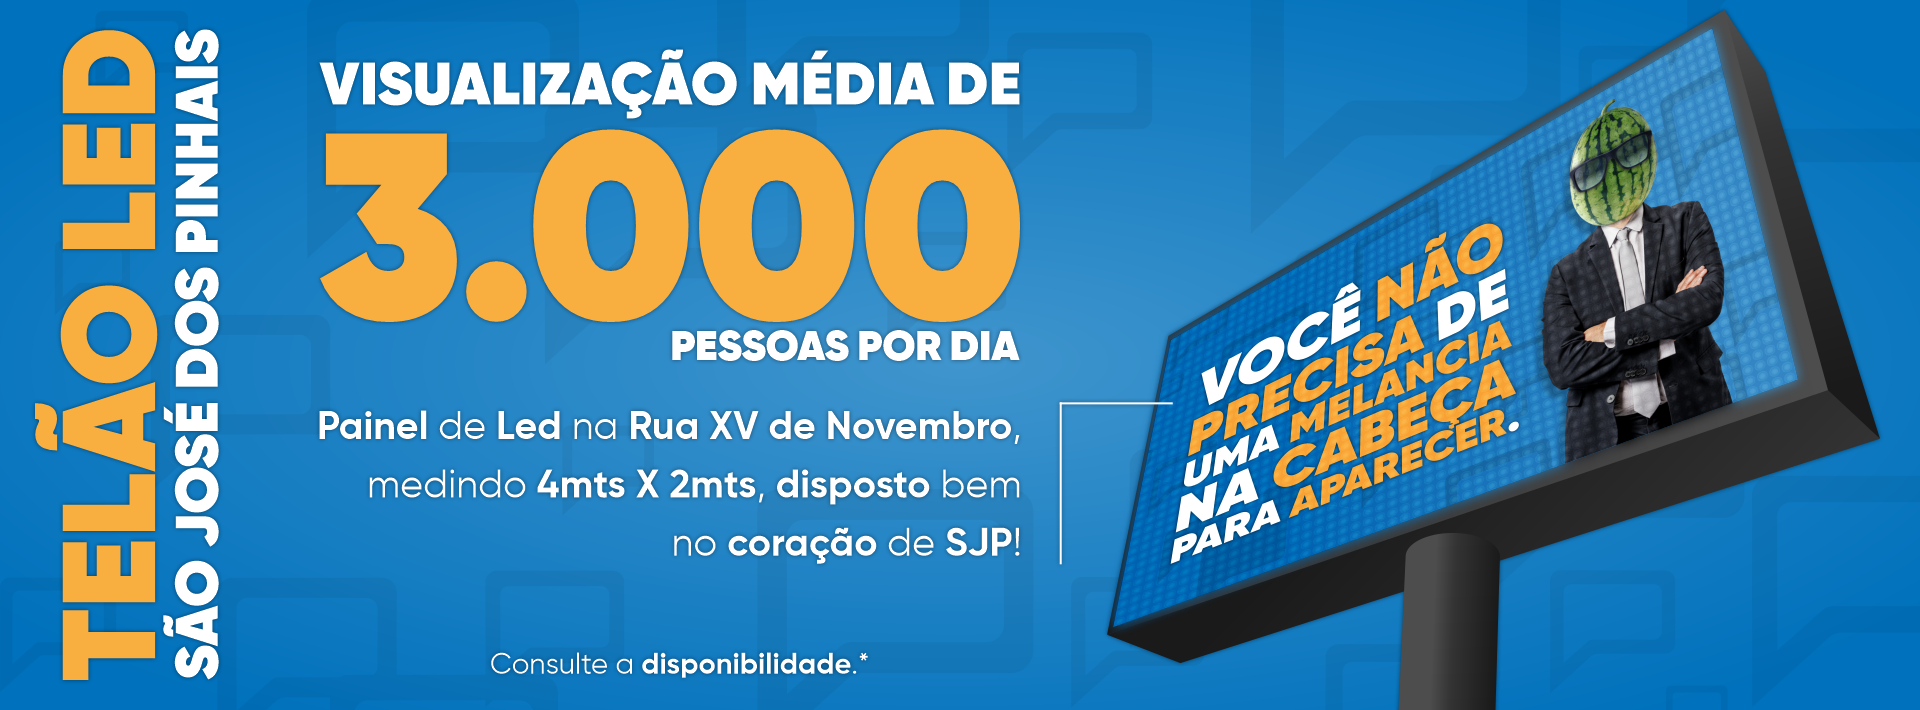 TELÃO LED
SÃO JOSÉ DOS PINHAIS
VISUALIZAÇÃO MÉDIA DE
3.000
PESSOAS POR DIA
Painel de Led na Rua XV de Novembro,
medindo 4mts X 2mts, disposto bem
no coração de SJP!
Consulte a disponibilidade.*
VOCÊ NÃO
PRECISA DE
UMA MELANCIA
NA CABEÇA
PARA APARECER.